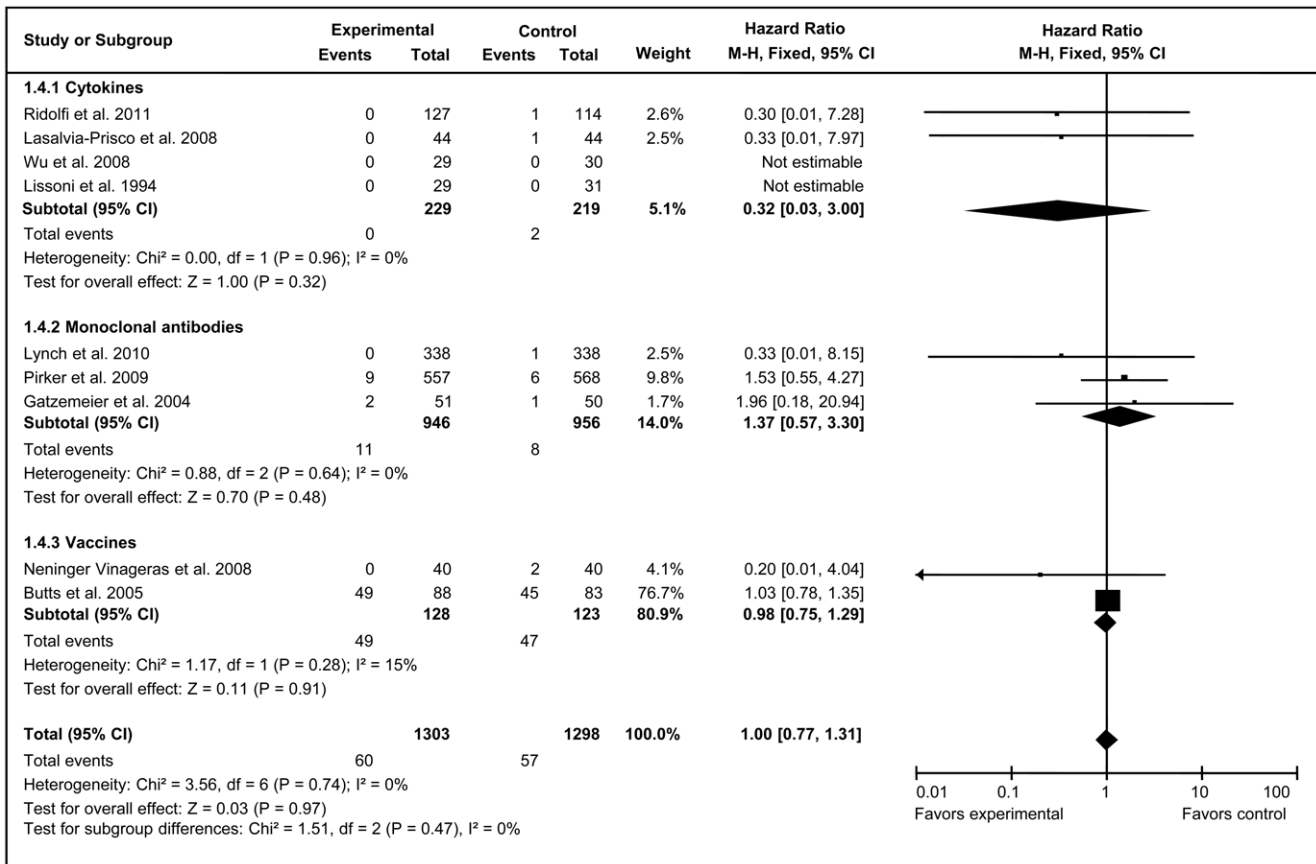 Study or Subgroup Experimental Control Weight Hazard Ratio Hazard Ratio
Events Total Events Total M-H, Fixed, 95% CI M-H, Fixed, 95% CI
1.4.1 Cytokines
Ridolfi et al. 2011 0 127 1 114 2.6% 0.30 [0.01, 7.28]
Lasalvia-Prisco et al. 2008 0 44 1 44 2.5% 0.33 [0.01, 7.97]
Wu et al. 2008 0 29 0 30 Not estimable
Lissoni et al. 1994 0 29 0 31 Not estimable
Subtotal (95% CI) 229 219 5.1% 0.32 [0.03, 3.00]
Total events 0 2
Heterogeneity: Chi² = 0.00, df = 1 (P = 0.96); I² = 0%
Test for overall effect: Z = 1.00 (P = 0.32)
1.4.2 Monoclonal antibodies
Lynch et al. 2010 0 338 1 338 2.5% 0.33 [0.01, 8.15]
Pirker et al. 2009 9 557 6 568 9.8% 1.53 [0.55, 4.27]
Gatzemeier et al. 2004 2 51 1 50 1.7% 1.96 [0.18, 20.94]
Subtotal (95% CI) 946 956 14.0% 1.37 [0.57, 3.30]
Total events 11 8
Heterogeneity: Chi² = 0.88, df = 2 (P = 0.64); I² = 0%
Test for overall effect: Z = 0.70 (P = 0.48)
1.4.3 Vaccines
Neninger Vinageras et al. 2008 0 40 2 40 4.1% 0.20 [0.01, 4.04]
Butts et al. 2005 49 88 45 83 76.7% 1.03 [0.78, 1.35]
Subtotal (95% CI) 128 123 80.9% 0.98 [0.75, 1.29]
Total events 49 47
Heterogeneity: Chi² = 1.17, df = 1 (P = 0.28); I² = 15%
Test for overall effect: Z = 0.11 (P = 0.91)
Total (95% CI) 1303 1298 100.0% 1.00 [0.77, 1.31]
Total events 60 57
Heterogeneity: Chi² = 3.56, df = 6 (P = 0.74); I² = 0%
Test for overall effect: Z = 0.03 (P = 0.97)
Test for subgroup differences: Chi² = 1.51, df = 2 (P = 0.47), I² = 0%
0.01 0.1 1 10 100
Favors experimental Favors control